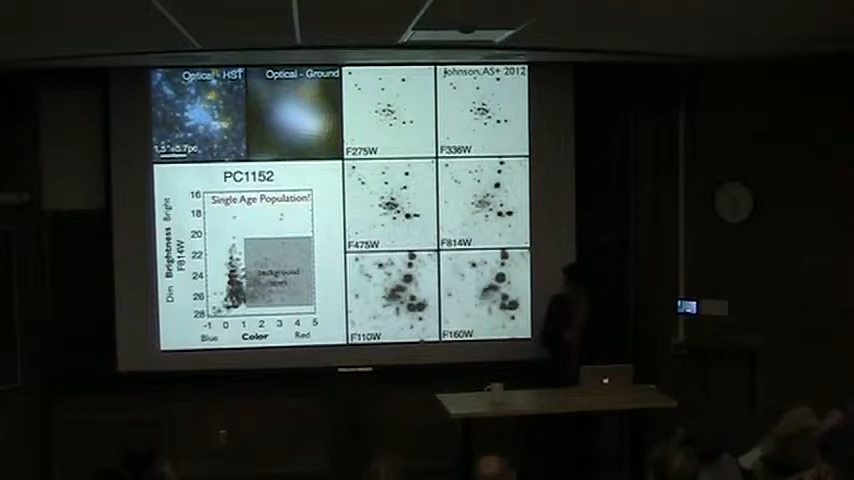 Optical - HST
Optical - Ground
Johnson, AS+ 2012
1.5"=5.7pc
F275W
F336W
PC1152
Single Age Population!
Dim Brightness Bright
F814W
16
18
20
22
24
26
28
background
stars
-1 0 1 2 3 4 5
Blue Color Red
F475W
F814W
F110W
F160W